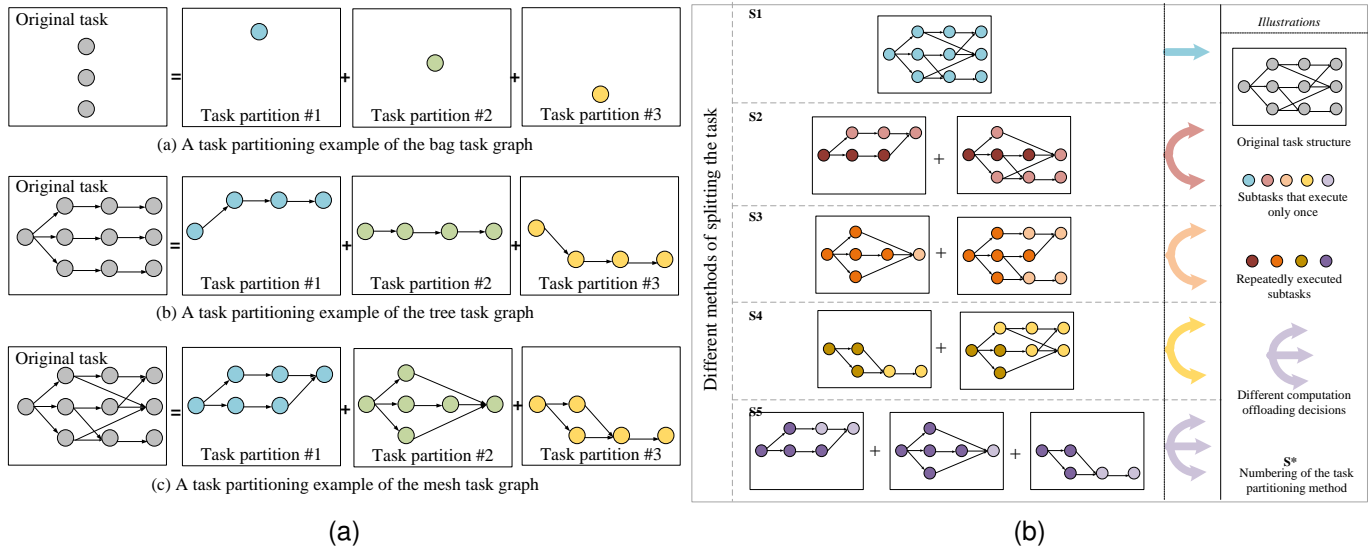 Original task
=
+
+
Task partition #1
Task partition #2
Task partition #3
(a) A task partitioning example of the bag task graph
Original task
=
+
+
Task partition #1
Task partition #2
Task partition #3
(b) A task partitioning example of the tree task graph
Original task
=
+
+
Task partition #1
Task partition #2
Task partition #3
(c) A task partitioning example of the mesh task graph
(a)
Different methods of splitting the task
S1
S2
+
S3
+
S4
+
S5
+
+
Illustrations
Original task structure
Subtasks that execute
only once
Repeatedly executed
subtasks
Different computation
offloading decisions
S*
Numbering of the task
partitioning method
(b)